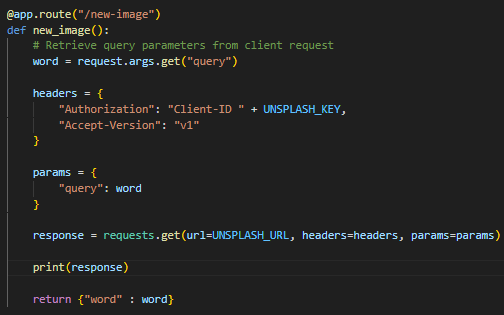 @app.route("/new-image")
def new_image():
    # Retrieve query parameters from client request
    word = request.args.get("query")

    headers = {
        "Authorization": "Client-ID " + UNSPLASH_KEY,
        "Accept-Version": "v1"
    }

    params = {
        "query": word
    }

    response = requests.get(url=UNSPLASH_URL, headers=headers, params=params)

    print(response)

    return {"word" : word}